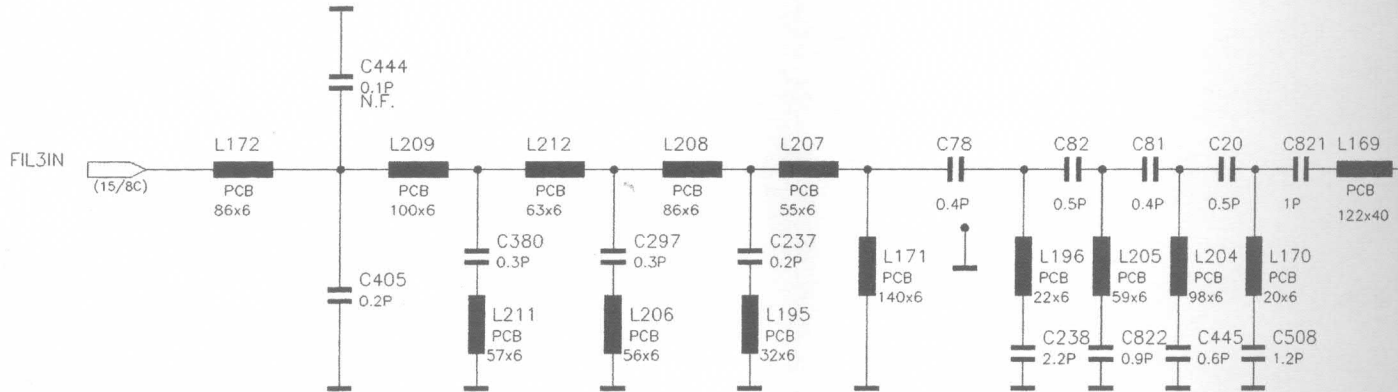 C444
0.1P
N.F.
L172
L209
L212
L208
L207
C78
C82
C81
C20
C821
L169
FIL3IN
(15/8C)
PCB
86x6
PCB
100x6
PCB
63x6
PCB
86x6
PCB
55x6
0.4P
0.5P
0.4P
0.5P
1P
PCB
122x40
C405
0.2P
C380
0.3P
C297
0.3P
C237
0.2P
L171
PCB
140x6
L196
PCB
22x6
L205
PCB
59x6
L204
PCB
98x6
L170
PCB
20x6
L211
PCB
57x6
L206
PCB
56x6
L195
PCB
32x6
C238
2.2P
C822
0.9P
C445
0.6P
C508
1.2P